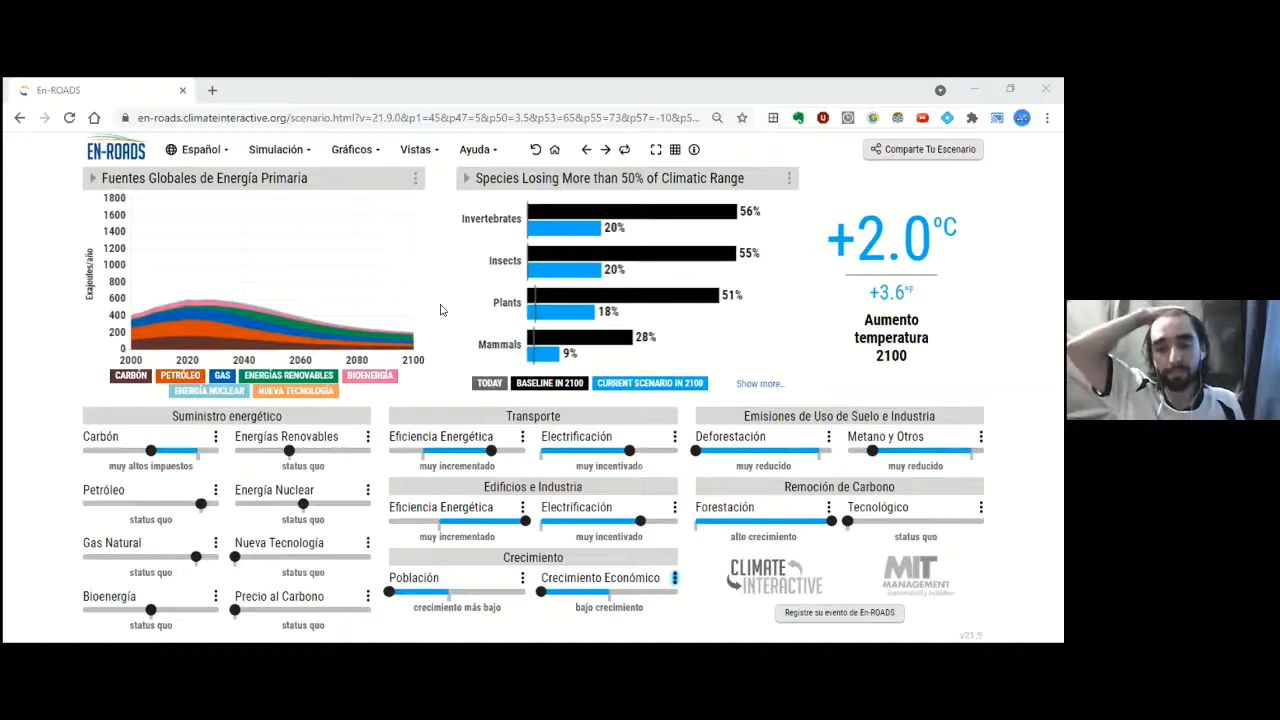 En-ROADS
en-roads.climateinteractive.org/scenario.html?v=21.9.0&p1=45&p47=5&p50=3.5&p53=65&p55=73&p57=-10&p5...
EN-ROADS
Español
Simulación
Gráficos
Vistas
Ayuda
Comparte Tu Escenario
Fuentes Globales de Energía Primaria
Exajoules/año
1800
1600
1400
1200
1000
800
600
400
200
0
2000 2020 2040 2060 2080 2100
CARBÓN PETRÓLEO GAS ENERGÍAS RENOVABLES BIOENERGÍA
ENERGÍA NUCLEAR NUEVA TECNOLOGÍA
Species Losing More than 50% of Climatic Range
Invertebrates 56%
20%
Insects 55%
20%
Plants 51%
18%
Mammals 28%
9%
TODAY BASELINE IN 2100 CURRENT SCENARIO IN 2100 Show more...
+2.0ºC
+3.6ºF
Aumento
temperatura
2100
Suministro energético
Carbón
muy altos impuestos
Energías Renovables
status quo
Petróleo
status quo
Energía Nuclear
status quo
Gas Natural
status quo
Nueva Tecnología
status quo
Bioenergía
status quo
Precio al Carbono
status quo
Transporte
Eficiencia Energética
muy incrementado
Electrificación
muy incentivado
Edificios e Industria
Eficiencia Energética
muy incrementado
Electrificación
muy incentivado
Crecimiento
Población
crecimiento más bajo
Crecimiento Económico
bajo crecimiento
Emisiones de Uso de Suelo e Industria
Deforestación
muy reducido
Metano y Otros
muy reducido
Remoción de Carbono
Forestación
alto crecimiento
Tecnológico
status quo
CLIMATE
INTERACTIVE
MIT
MANAGEMENT
Registre su evento de En-ROADS
v21.9